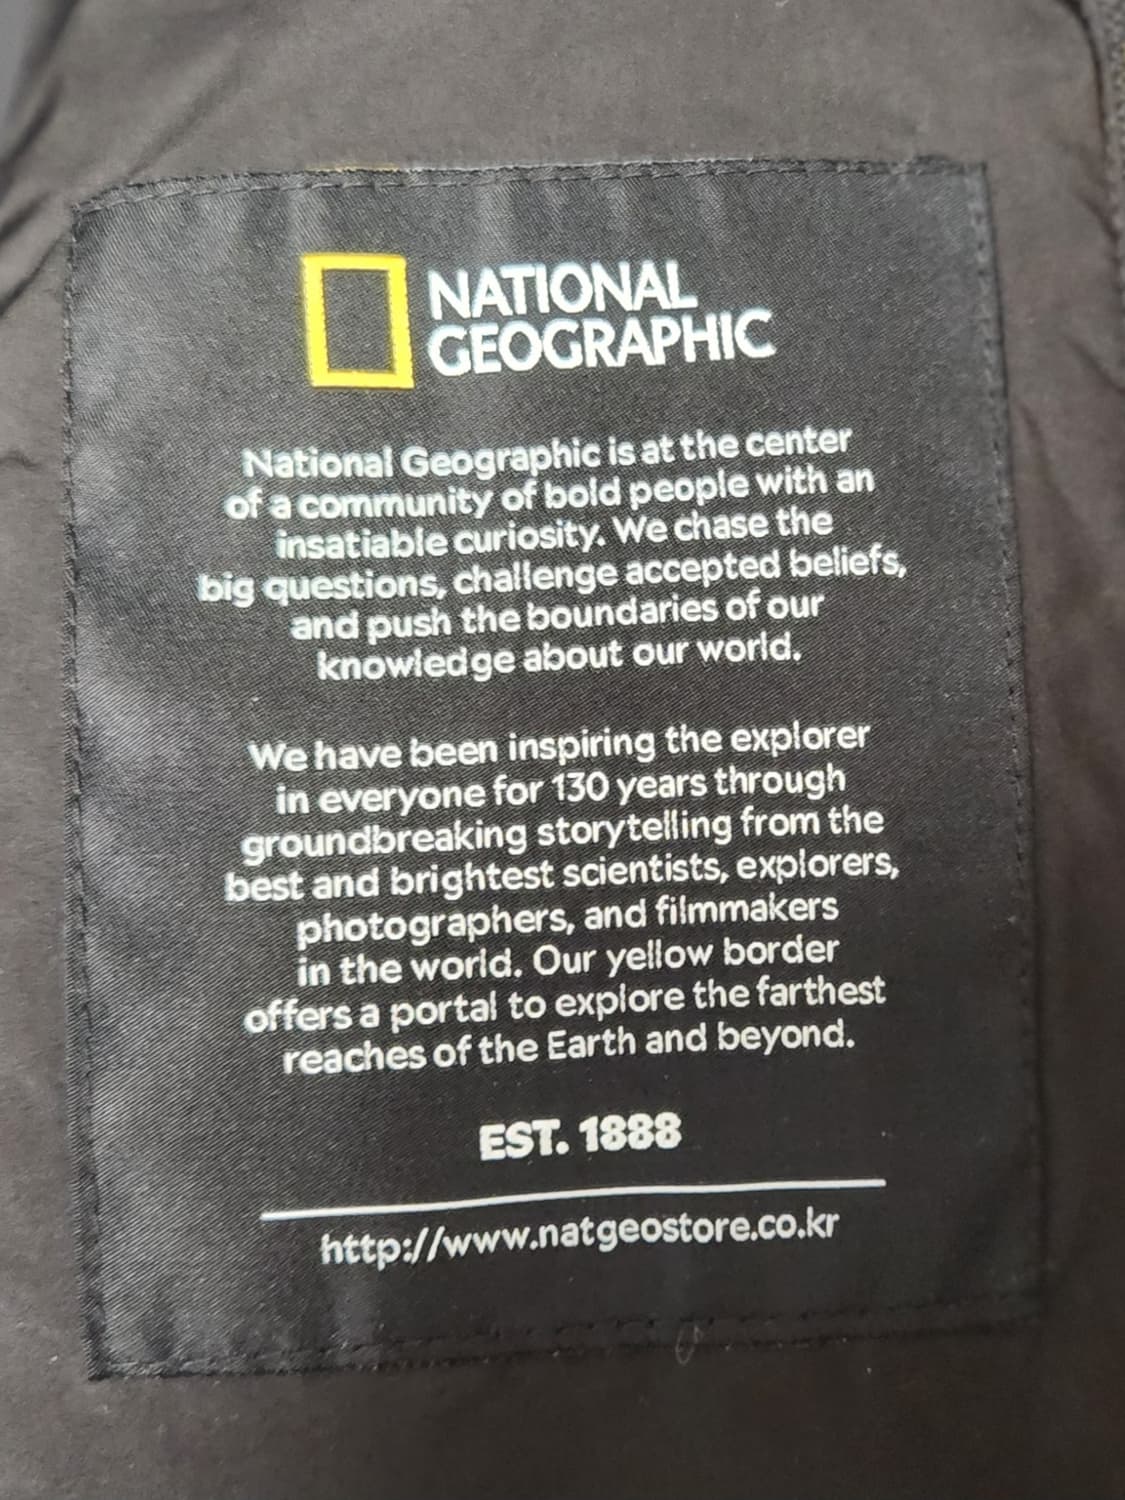 NATIONAL
GEOGRAPHIC
National Geographic is at the center
of a community of bold people with an
insatiable curiosity. We chase the
big questions, challenge accepted beliefs,
and push the boundaries of our
knowledge about our world.
We have been inspiring the explorer
in everyone for 130 years through
groundbreaking storytelling from the
best and brightest scientists, explorers,
photographers, and filmmakers
in the world. Our yellow border
offers a portal to explore the farthest
reaches of the Earth and beyond.
EST. 1888
http://www.natgeostore.co.kr